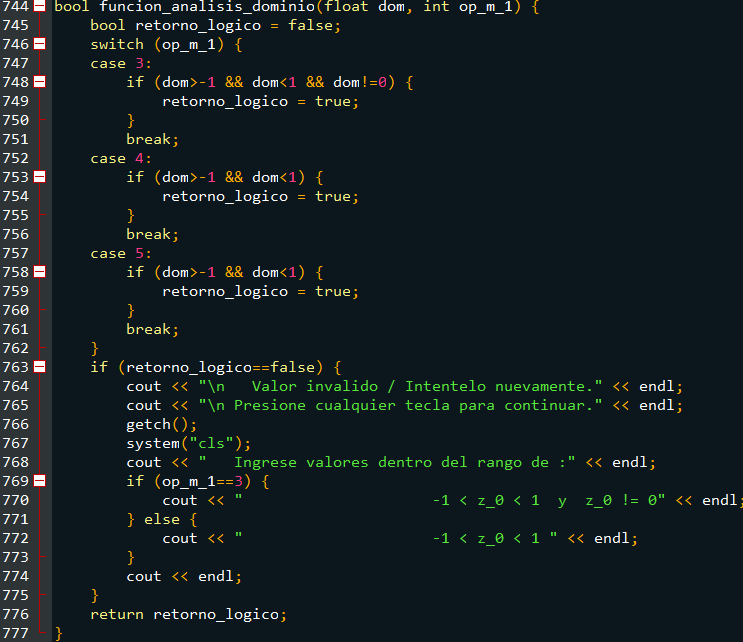 744 bool funcion_analisis_dominio(float dom, int op_m_1) {
745     bool retorno_logico = false;
746     switch (op_m_1) {
747     case 3:
748         if (dom>-1 && dom<1 && dom!=0) {
749             retorno_logico = true;
750         }
751         break;
752     case 4:
753         if (dom>-1 && dom<1) {
754             retorno_logico = true;
755         }
756         break;
757     case 5:
758         if (dom>-1 && dom<1) {
759             retorno_logico = true;
760         }
761         break;
762     }
763     if (retorno_logico==false) {
764         cout << "\n   Valor invalido / Intentelo nuevamente." << endl;
765         cout << "\n Presione cualquier tecla para continuar." << endl;
766         getch();
767         system("cls");
768         cout << "   Ingrese valores dentro del rango de :" << endl;
769         if (op_m_1==3) {
770             cout << "                     -1 < z_0 < 1  y  z_0 != 0" << endl;
771         } else {
772             cout << "                     -1 < z_0 < 1 " << endl;
773         }
774         cout << endl;
775     }
776     return retorno_logico;
777 }